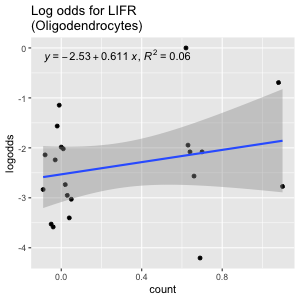 Log odds for LIFR
(Oligodendrocytes)
y = −2.53 + 0.611 x, R² = 0.06
logodds
0
-1
-2
-3
-4
0.0 0.4 0.8
count